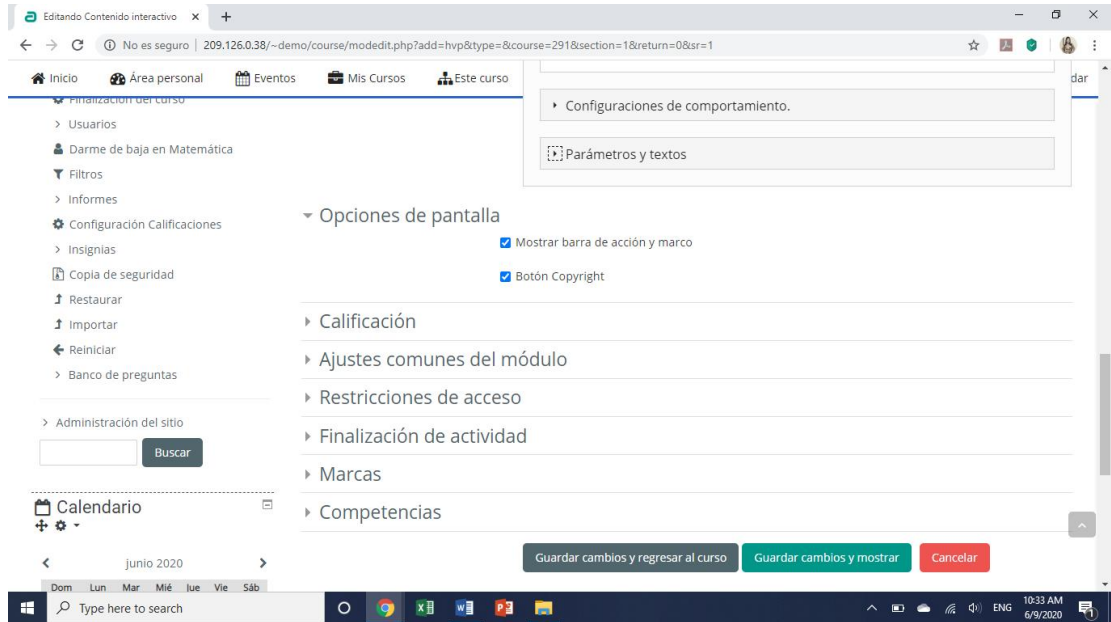 Editando Contenido interactivo
No es seguro | 209.126.0.38/~demo/course/modedit.php?add=hvp&type=&course=291&section=1&return=0&sr=1
Inicio Área personal Eventos Mis Cursos Este curso dar
Finalización del curso
Usuarios
Darme de baja en Matemática
Filtros
Informes
Configuración Calificaciones
Insignias
Copia de seguridad
Restaurar
Importar
Reiniciar
Banco de preguntas
Administración del sitio
Buscar
Calendario
junio 2020
Dom Lun Mar Mié Jue Vie Sáb
Configuraciones de comportamiento.
Parámetros y textos
Opciones de pantalla
Mostrar barra de acción y marco
Botón Copyright
Calificación
Ajustes comunes del módulo
Restricciones de acceso
Finalización de actividad
Marcas
Competencias
Guardar cambios y regresar al curso Guardar cambios y mostrar Cancelar
Type here to search
ENG
10:33 AM
6/9/2020